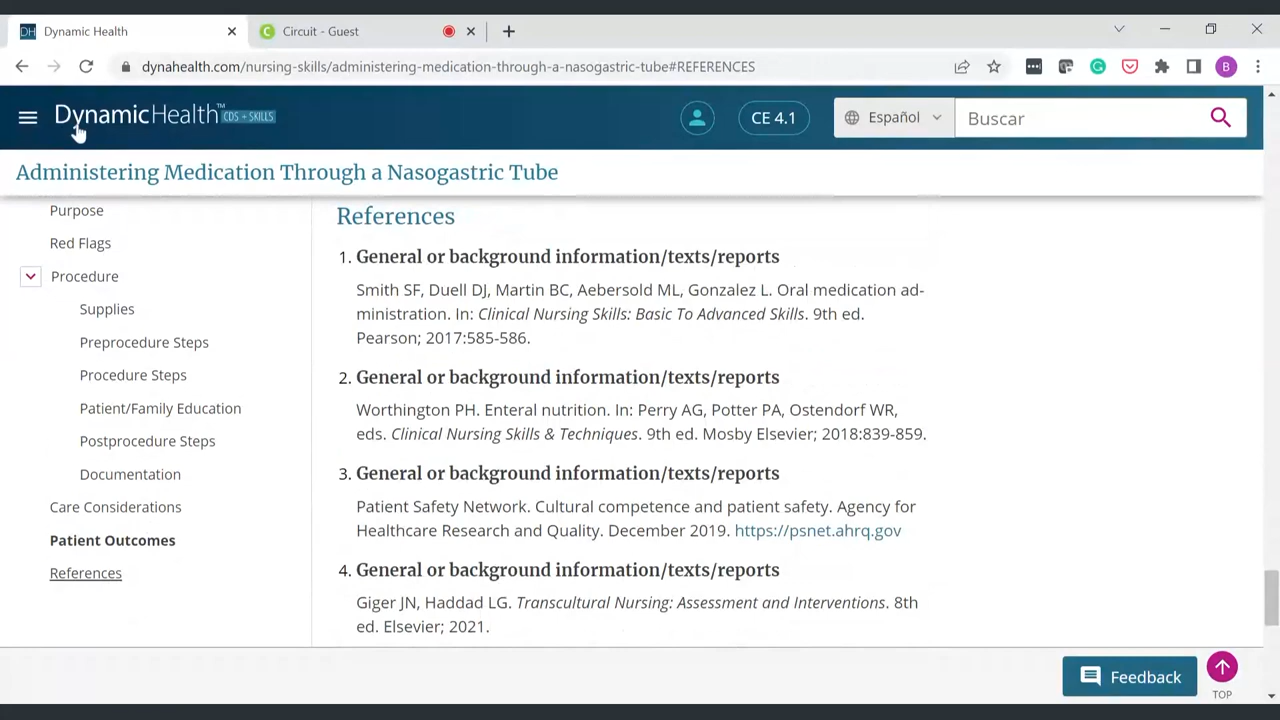 DH Dynamic Health
Circuit - Guest
dynahealth.com/nursing-skills/administering-medication-through-a-nasogastric-tube#REFERENCES
B
DynamicHealth™ CDS + SKILLS
CE 4.1
Español
Buscar
Administering Medication Through a Nasogastric Tube
Purpose
Red Flags
Procedure
Supplies
Preprocedure Steps
Procedure Steps
Patient/Family Education
Postprocedure Steps
Documentation
Care Considerations
Patient Outcomes
References
References
1. General or background information/texts/reports
Smith SF, Duell DJ, Martin BC, Aebersold ML, Gonzalez L. Oral medication ad-
ministration. In: Clinical Nursing Skills: Basic To Advanced Skills. 9th ed.
Pearson; 2017:585-586.
2. General or background information/texts/reports
Worthington PH. Enteral nutrition. In: Perry AG, Potter PA, Ostendorf WR,
eds. Clinical Nursing Skills & Techniques. 9th ed. Mosby Elsevier; 2018:839-859.
3. General or background information/texts/reports
Patient Safety Network. Cultural competence and patient safety. Agency for
Healthcare Research and Quality. December 2019. https://psnet.ahrq.gov
4. General or background information/texts/reports
Giger JN, Haddad LG. Transcultural Nursing: Assessment and Interventions. 8th
ed. Elsevier; 2021.
Feedback
TOP